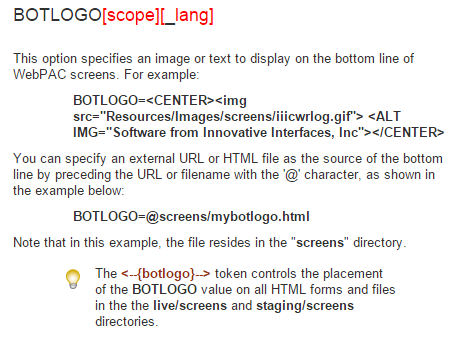 BOTLOGO[scope][_lang]
This option specifies an image or text to display on the bottom line of
WebPAC screens. For example:
BOTLOGO=<CENTER><img
src="Resources/Images/screens/iiicwrlog.gif"> <ALT
IMG="Software from Innovative Interfaces, Inc"></CENTER>
You can specify an external URL or HTML file as the source of the bottom
line by preceding the URL or filename with the '@' character, as shown in
the example below:
BOTLOGO=@screens/mybotlogo.html
Note that in this example, the file resides in the "screens" directory.
The <--{botlogo}--> token controls the placement
of the BOTLOGO value on all HTML forms and files
in the the live/screens and staging/screens
directories.